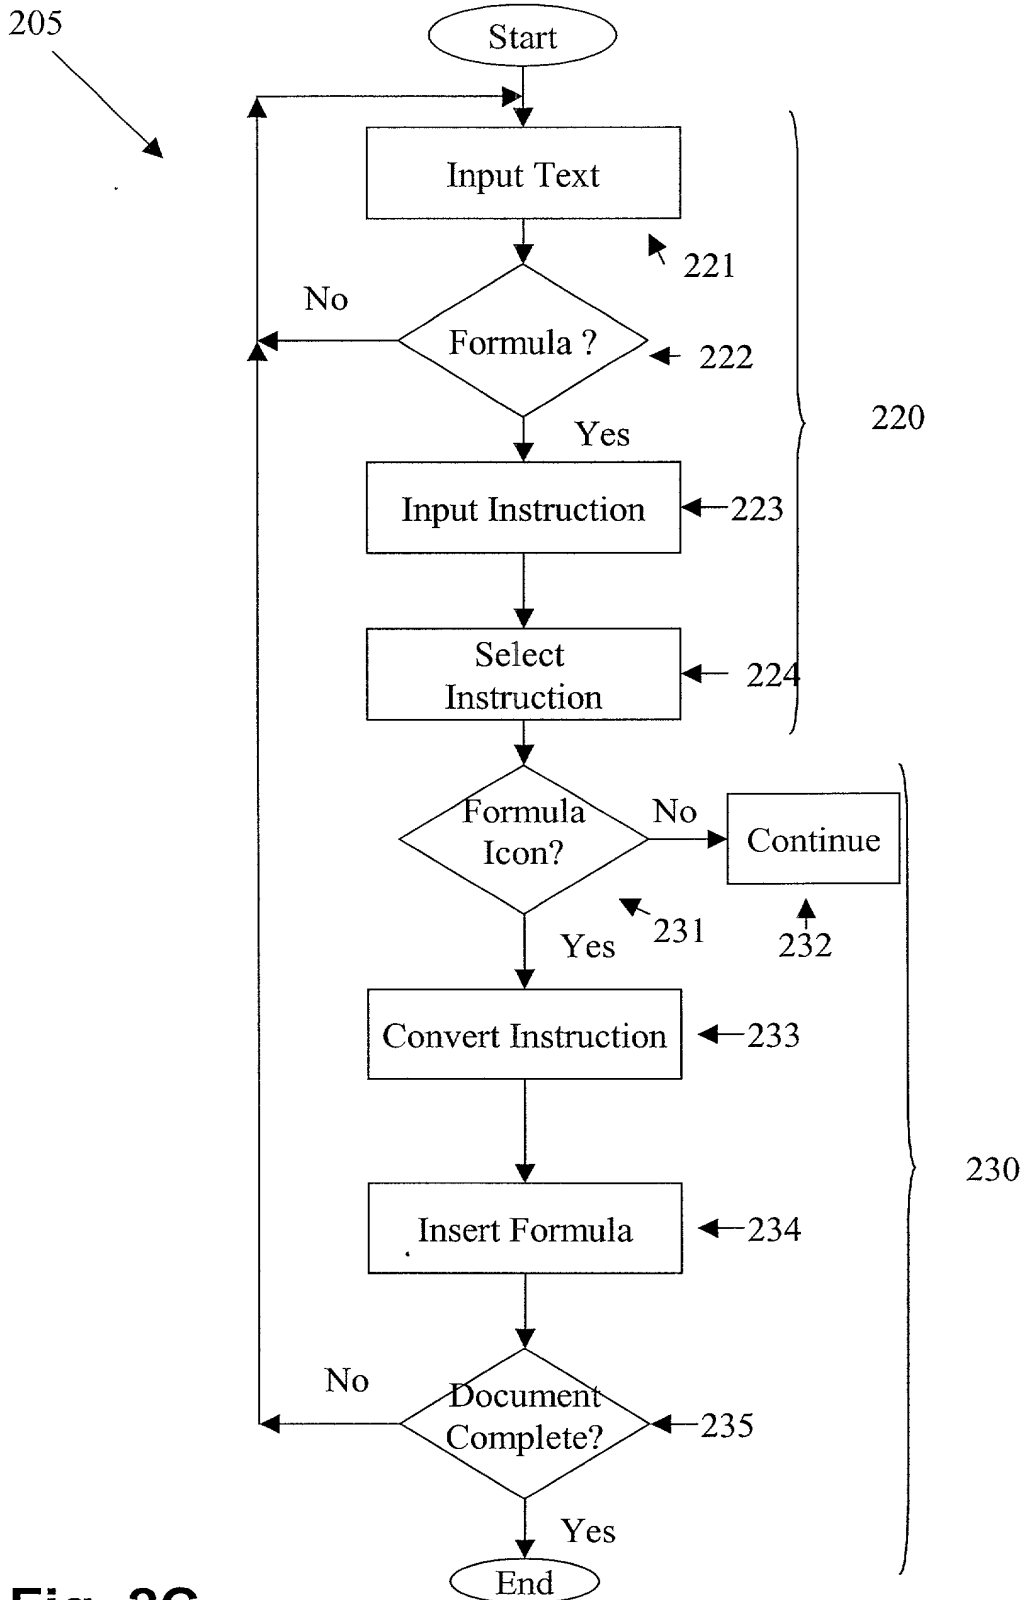 205
Start
Input Text
221
No
Formula ?
222
220
Yes
Input Instruction
223
Select
Instruction
224
Formula
Icon?
No
Continue
231
232
Yes
Convert Instruction
233
230
Insert Formula
234
No
Document
Complete?
235
Yes
End